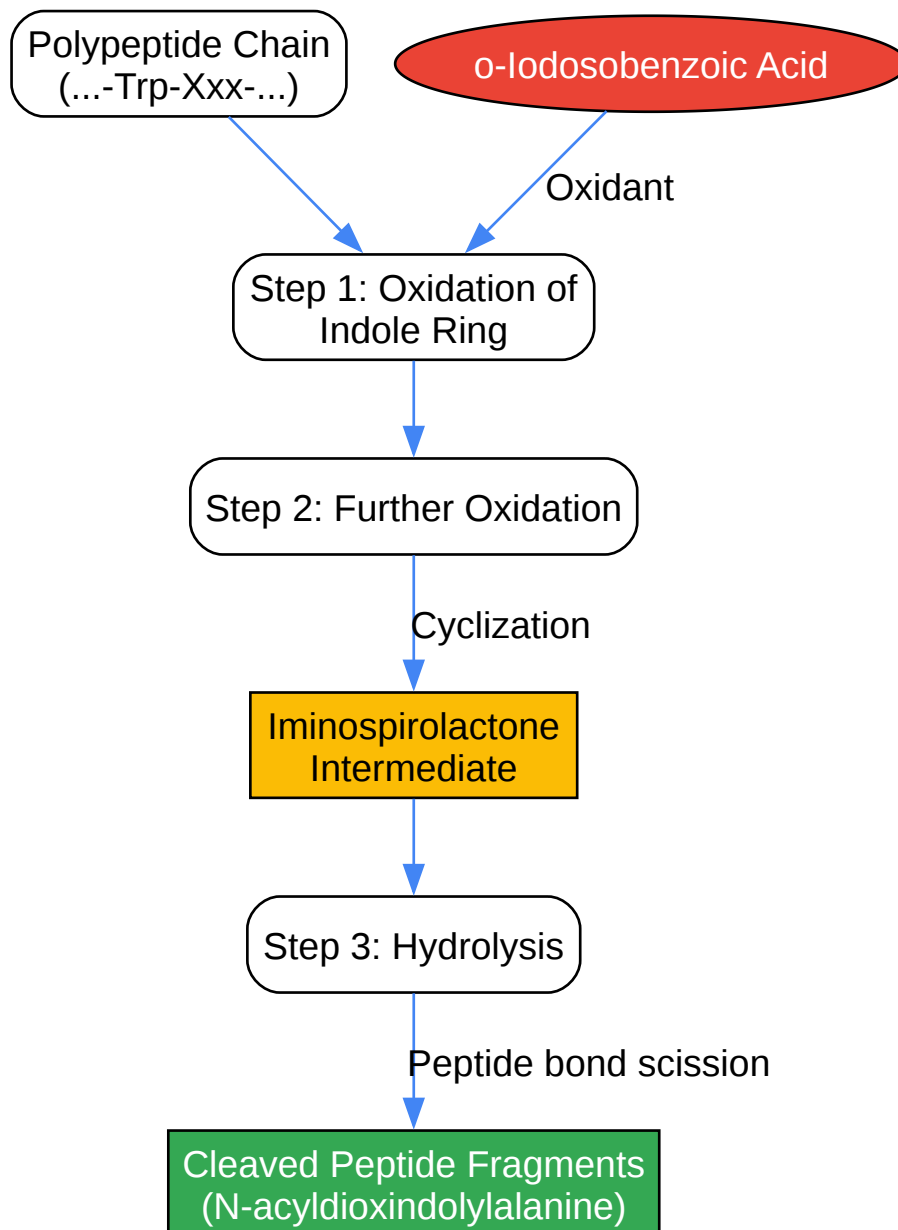 Polypeptide Chain
(...-Trp-Xxx-...)
o-Iodosobenzoic Acid
Oxidant
Step 1: Oxidation of
Indole Ring
Step 2: Further Oxidation
Cyclization
Iminospirolactone
Intermediate
Step 3: Hydrolysis
Peptide bond scission
Cleaved Peptide Fragments
(N-acyldioxindolylalanine)